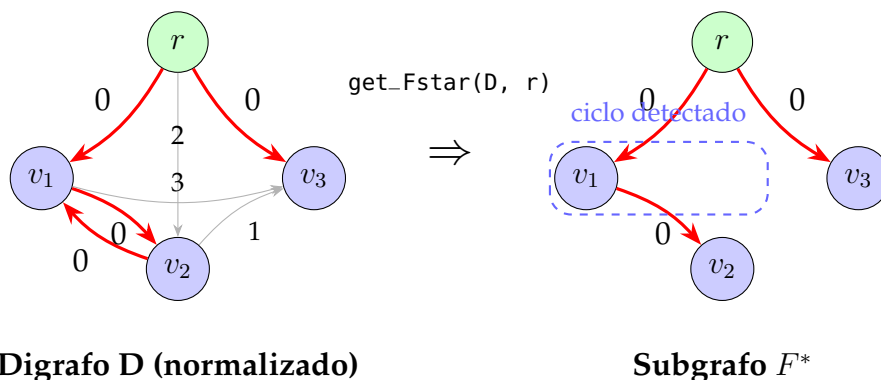 r
r
0
0
get_Fstar(D, r)
0
0
ciclo detectado
2
⇒
3
v₁
v₃
v₁
v₃
0
1
0
0
v₂
v₂
Digrafo D (normalizado)
Subgrafo F*